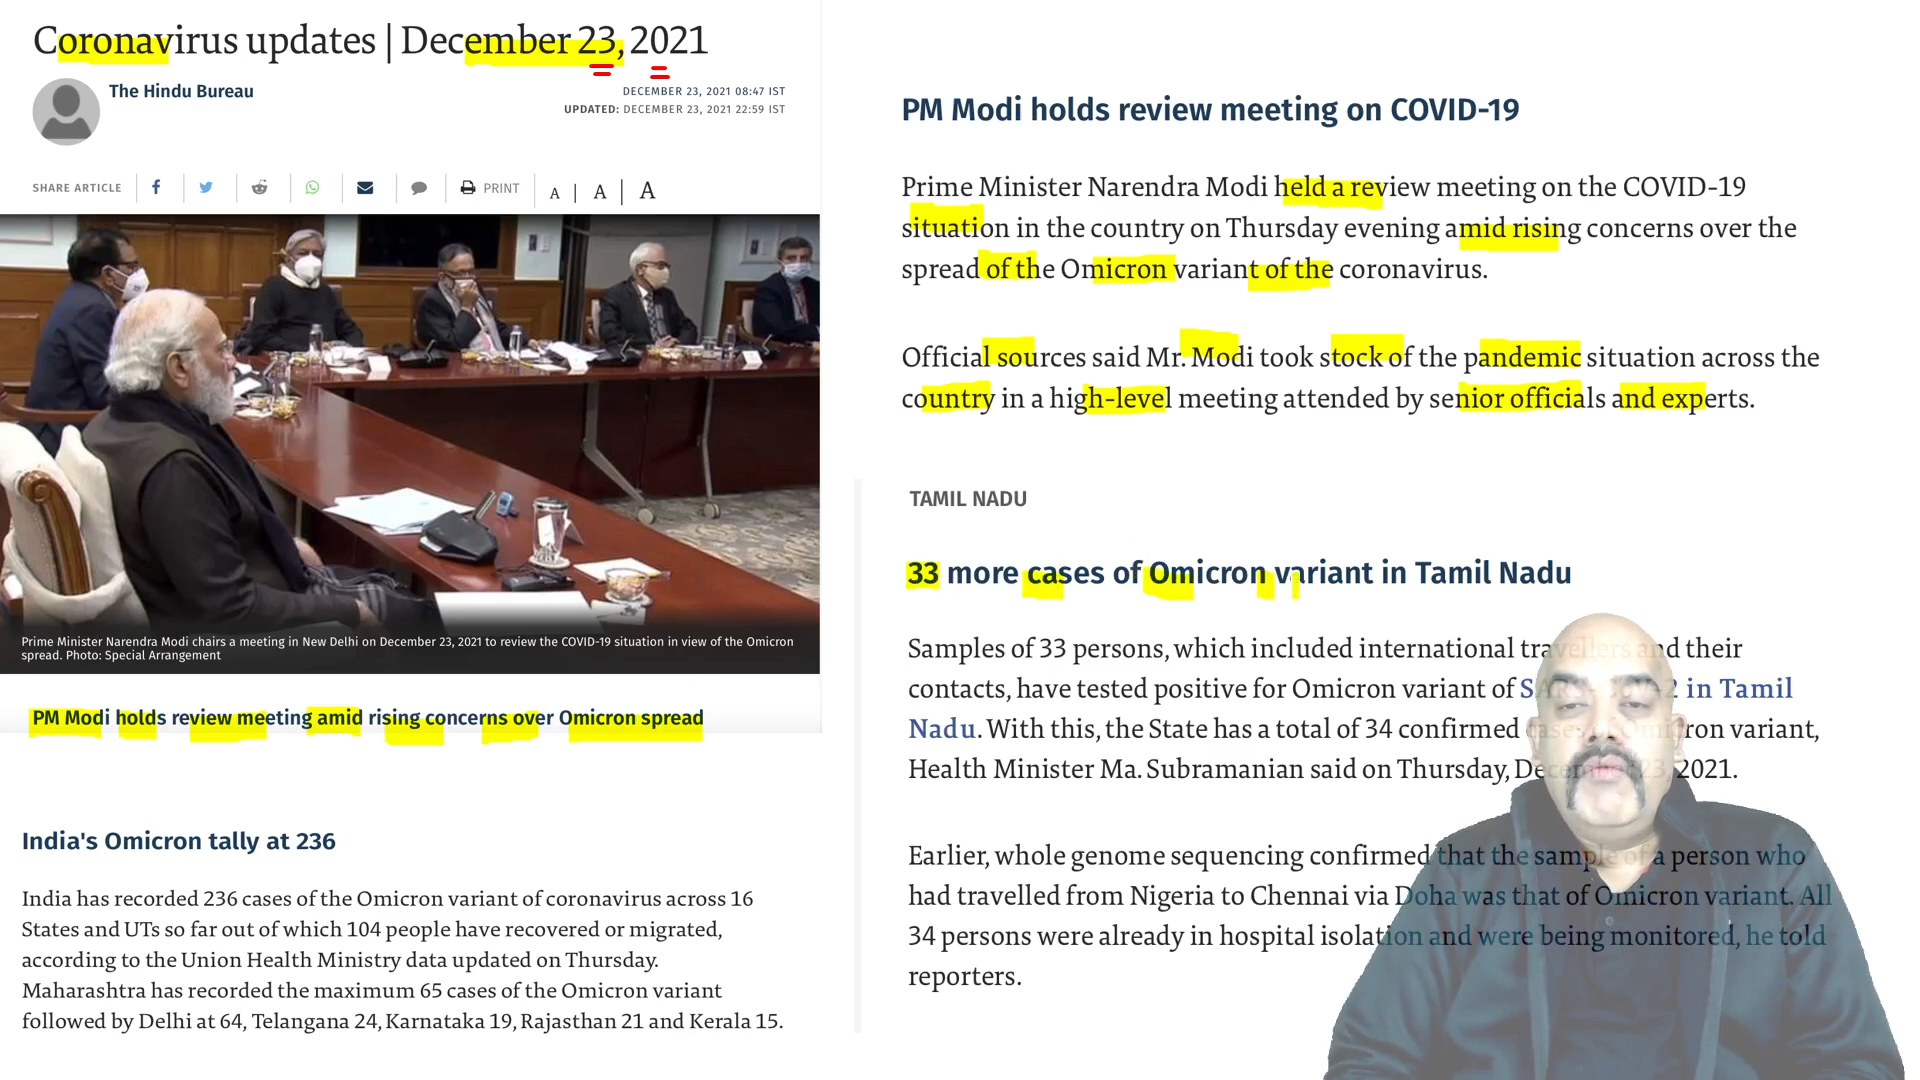 Coronavirus updates | December 23, 2021
The Hindu Bureau
DECEMBER 23, 2021 08:47 IST
UPDATED: DECEMBER 23, 2021 22:59 IST
SHARE ARTICLE
PRINT
A | A | A
Prime Minister Narendra Modi chairs a meeting in New Delhi on December 23, 2021 to review the COVID-19 situation in view of the Omicron
spread. Photo: Special Arrangement
PM Modi holds review meeting amid rising concerns over Omicron spread
India's Omicron tally at 236
India has recorded 236 cases of the Omicron variant of coronavirus across 16
States and UTs so far out of which 104 people have recovered or migrated,
according to the Union Health Ministry data updated on Thursday.
Maharashtra has recorded the maximum 65 cases of the Omicron variant
followed by Delhi at 64, Telangana 24, Karnataka 19, Rajasthan 21 and Kerala 15.
PM Modi holds review meeting on COVID-19
Prime Minister Narendra Modi held a review meeting on the COVID-19
situation in the country on Thursday evening amid rising concerns over the
spread of the Omicron variant of the coronavirus.
Official sources said Mr. Modi took stock of the pandemic situation across the
country in a high-level meeting attended by senior officials and experts.
TAMIL NADU
33 more cases of Omicron variant in Tamil Nadu
Samples of 33 persons, which included international travellers and their
contacts, have tested positive for Omicron variant of 2 in Tamil
Nadu. With this, the State has a total of 34 confirmed cases of Omicron variant,
Health Minister Ma. Subramanian said on Thursday, December 23, 2021.
Earlier, whole genome sequencing confirmed that the sample of a person who
had travelled from Nigeria to Chennai via Doha was that of Omicron variant. All
34 persons were already in hospital isolation and were being monitored, he told
reporters.